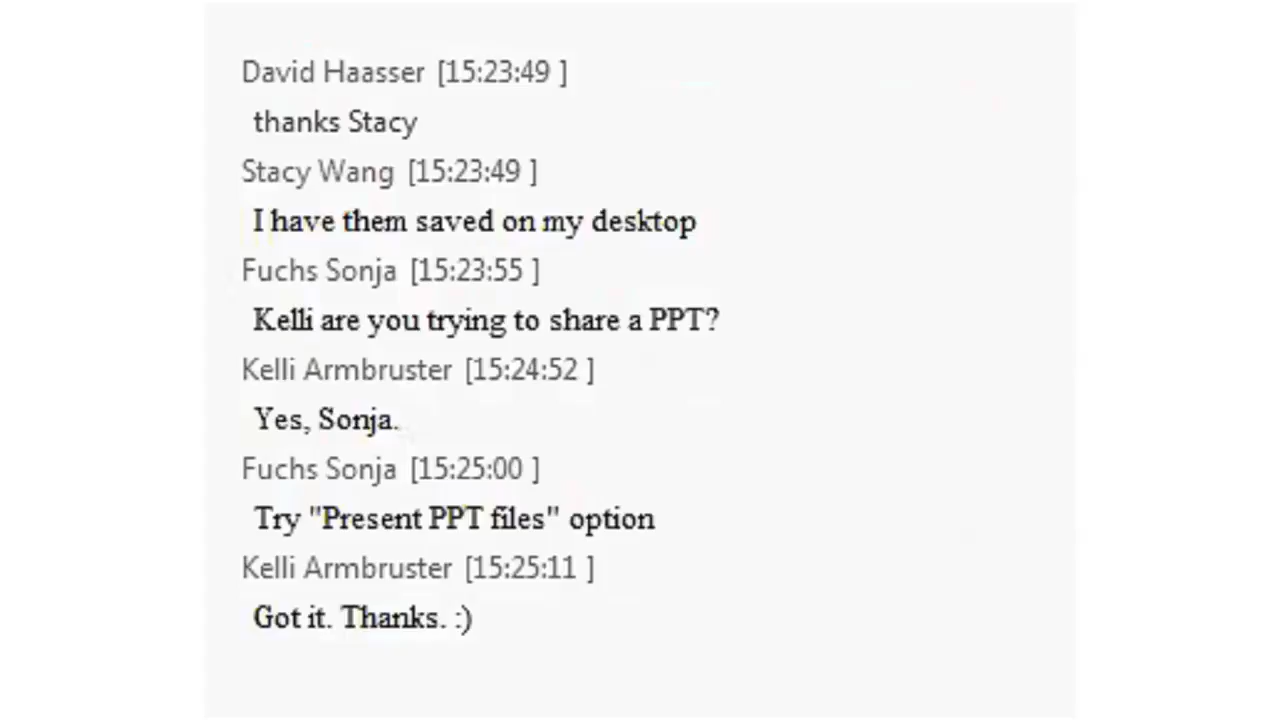 David Haasser [15:23:49 ]
thanks Stacy
Stacy Wang [15:23:49 ]
I have them saved on my desktop
Fuchs Sonja [15:23:55 ]
Kelli are you trying to share a PPT?
Kelli Armbruster [15:24:52 ]
Yes, Sonja.
Fuchs Sonja [15:25:00 ]
Try "Present PPT files" option
Kelli Armbruster [15:25:11 ]
Got it. Thanks. :)